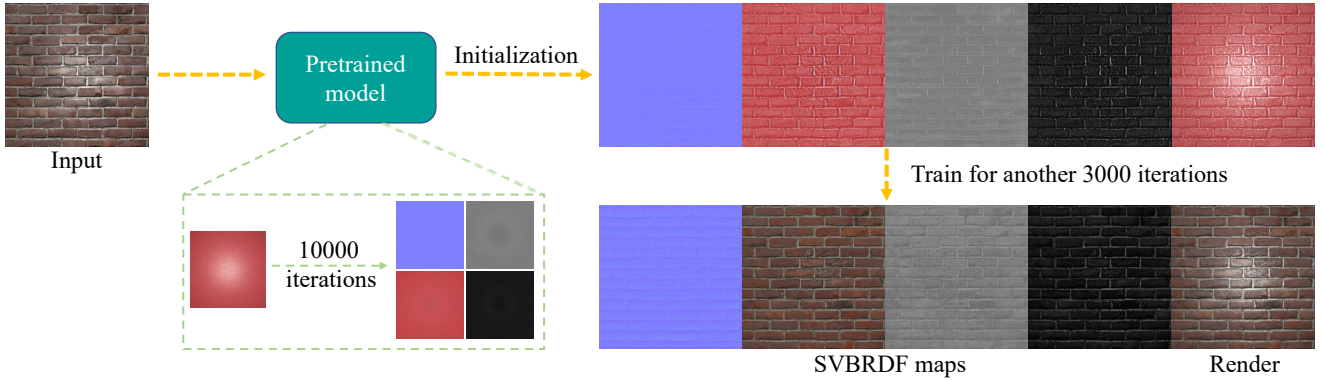 Input
Pretrained
model
Initialization
10000
iterations
Train for another 3000 iterations
SVBRDF maps
Render